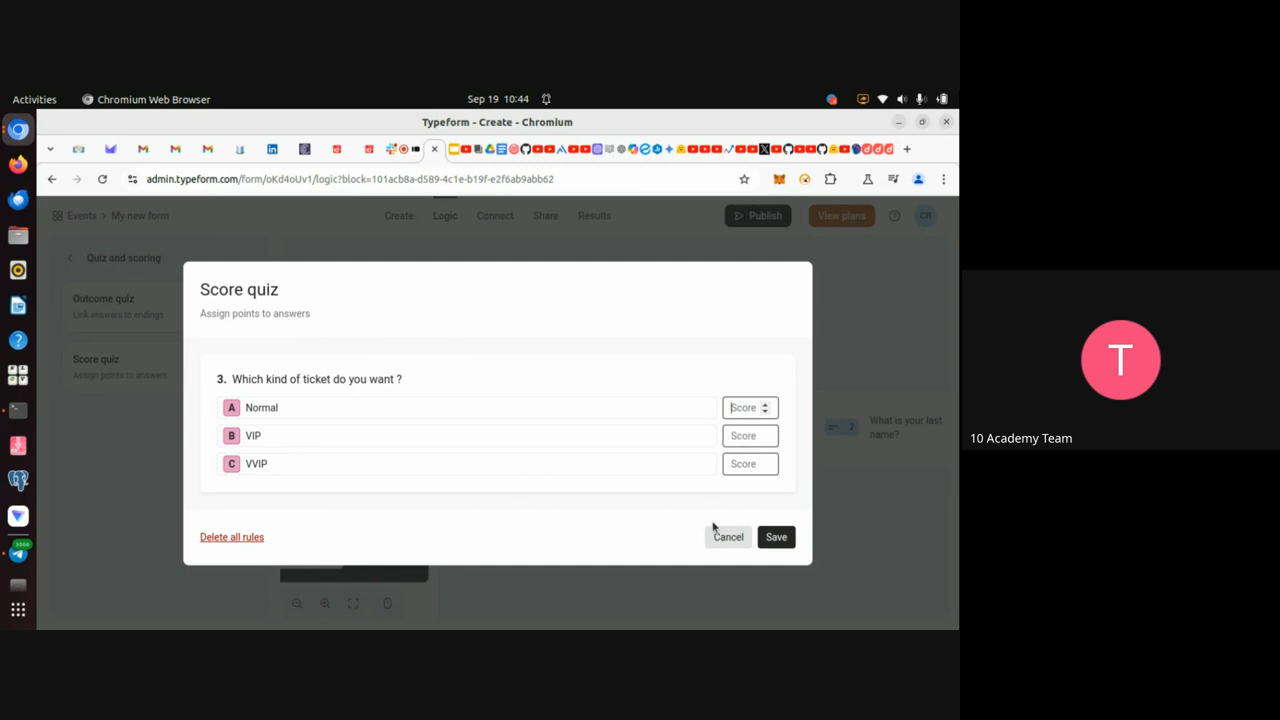 Activities
Chromium Web Browser
Sep 19 10:44
Typeform - Create - Chromium
admin.typeform.com/form/oKd4oUv1/logic?block=101acb8a-d589-4c1e-b19f-e2f6ab9abb62
Events > My new form
Create
Logic
Connect
Share
Results
Publish
View plans
CR
Quiz and scoring
Outcome quiz
Link answers to endings
Score quiz
Assign points to answers
Score quiz
Assign points to answers
3. Which kind of ticket do you want ?
A Normal
Score
B VIP
Score
C VVIP
Score
Delete all rules
Cancel
Save
2 What is your last
name?
T
10 Academy Team